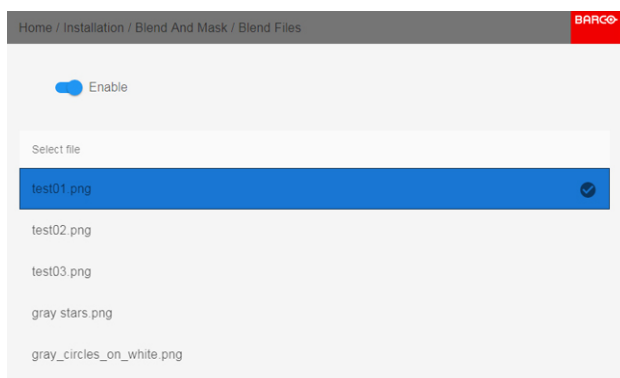 Home / Installation / Blend And Mask / Blend Files
BARCO
Enable
Select file
test01.png
test02.png
test03.png
gray stars.png
gray_circles_on_white.png